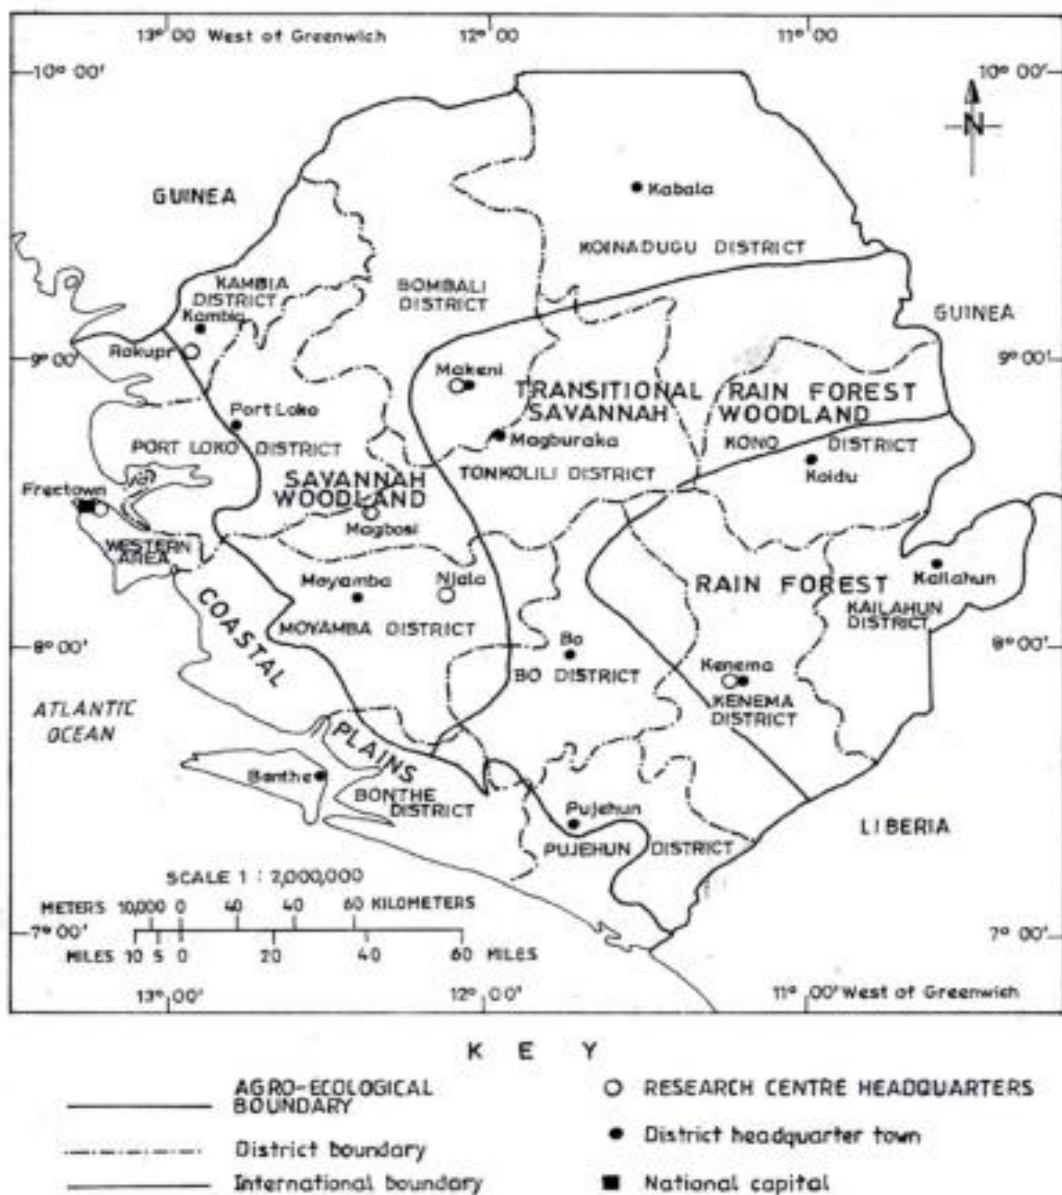 13° 00 West of Greenwich
12° 00
11° 00
10° 00'
10° 00'
N
GUINEA
Kabala
KOINADUGU DISTRICT
KAMBIA
DISTRICT
Kambia
BOMBALI
DISTRICT
GUINEA
Rokupr
9° 00'
9° 00'
Makeni
TRANSITIONAL
SAVANNAH
RAIN FOREST
WOODLAND
Port Loko
Magburaka
KONO DISTRICT
PORT LOKO DISTRICT
TONKOLILI DISTRICT
Koidu
SAVANNAH
WOODLAND
Freetown
Magbosi
WESTERN
AREA
Moyamba
Njala
RAIN FOREST
Kailahun
KAILAHUN
DISTRICT
COASTAL
PLAINS
MOYAMBA DISTRICT
Bo
8° 00'
8° 00'
BO DISTRICT
Kenema
KENEMA
DISTRICT
ATLANTIC
OCEAN
Bonthe
BONTHE
DISTRICT
Pujehun
PUJEHUN DISTRICT
LIBERIA
SCALE 1 : 2,000,000
METERS 10,000 0 40 40 60 KILOMETERS
7° 00'
7° 00'
MILES 10 5 0 20 40 60 MILES
13° 00'
12° 00'
11° 00' West of Greenwich
K E Y
AGRO-ECOLOGICAL
BOUNDARY
District boundary
International boundary
RESEARCH CENTRE HEADQUARTERS
District headquarter town
National capital